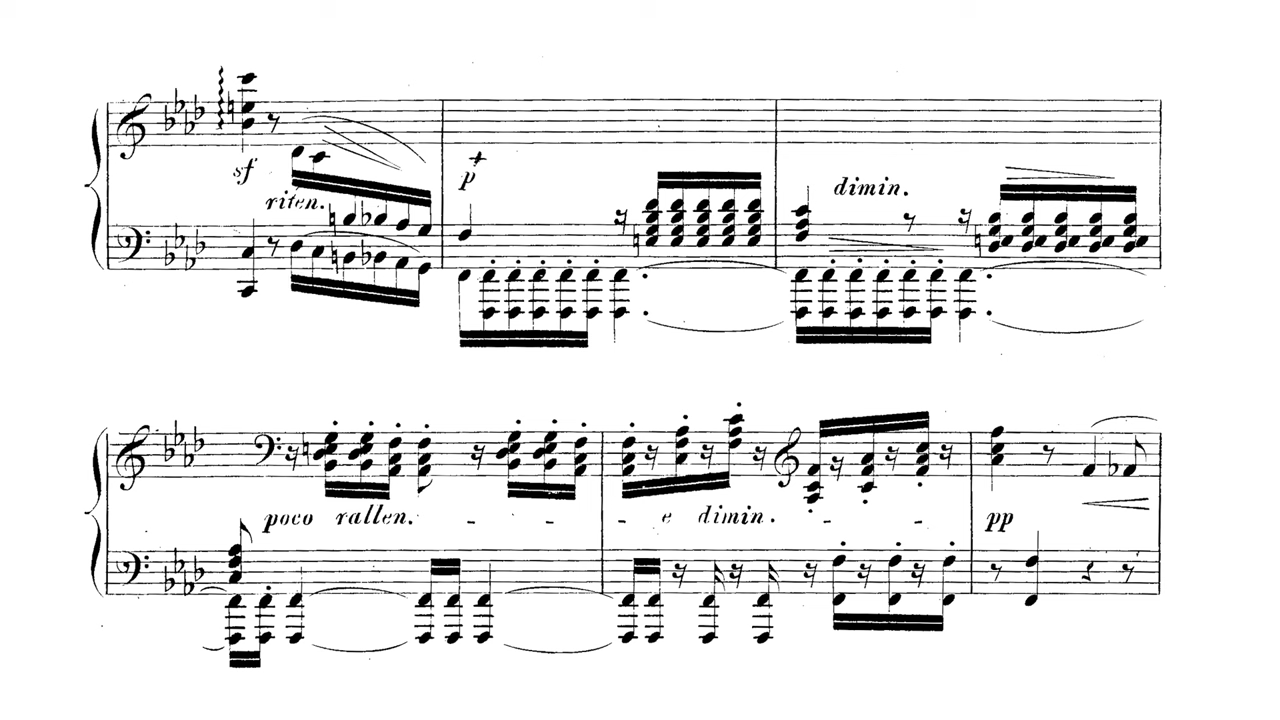 sf
riten.
p
dimin.
poco rallen. - - - e dimin. - - -
pp